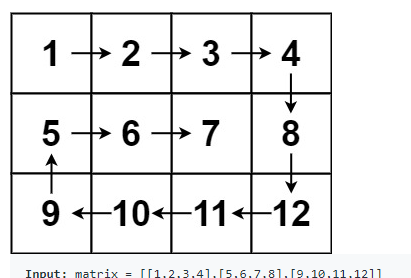 1 2 3 4
5 6 7 8
9 10 11 12
Input: matrix = [[1,2,3,4],[5,6,7,8],[9,10,11,12]]